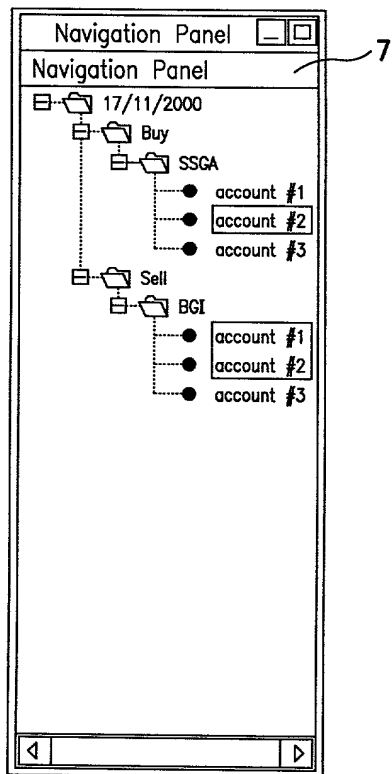 Navigation Panel
7
Navigation Panel
17/11/2000
Buy
SSGA
account #1
account #2
account #3
Sell
BGI
account #1
account #2
account #3